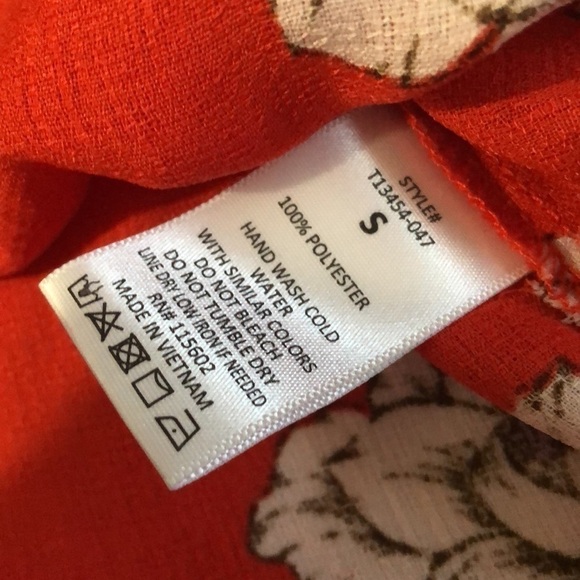 STYLE#
T13454-047
S
100% POLYESTER
HAND WASH COLD
WATER
WITH SIMILAR COLORS
DO NOT BLEACH
DO NOT TUMBLE DRY
LINE DRY LOW IRON IF NEEDED
RN# 115602
MADE IN VIETNAM